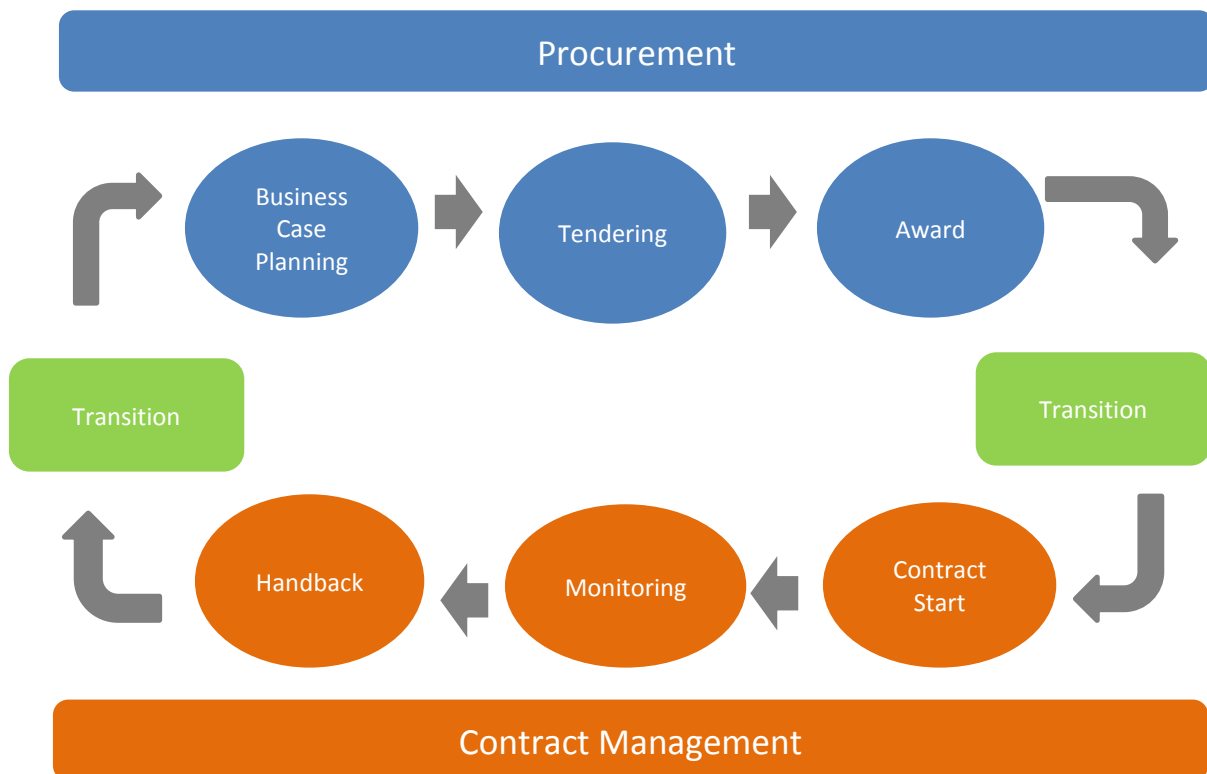 Procurement
Business
Case
Planning
Tendering
Award
Transition
Transition
Handback
Monitoring
Contract
Start
Contract Management